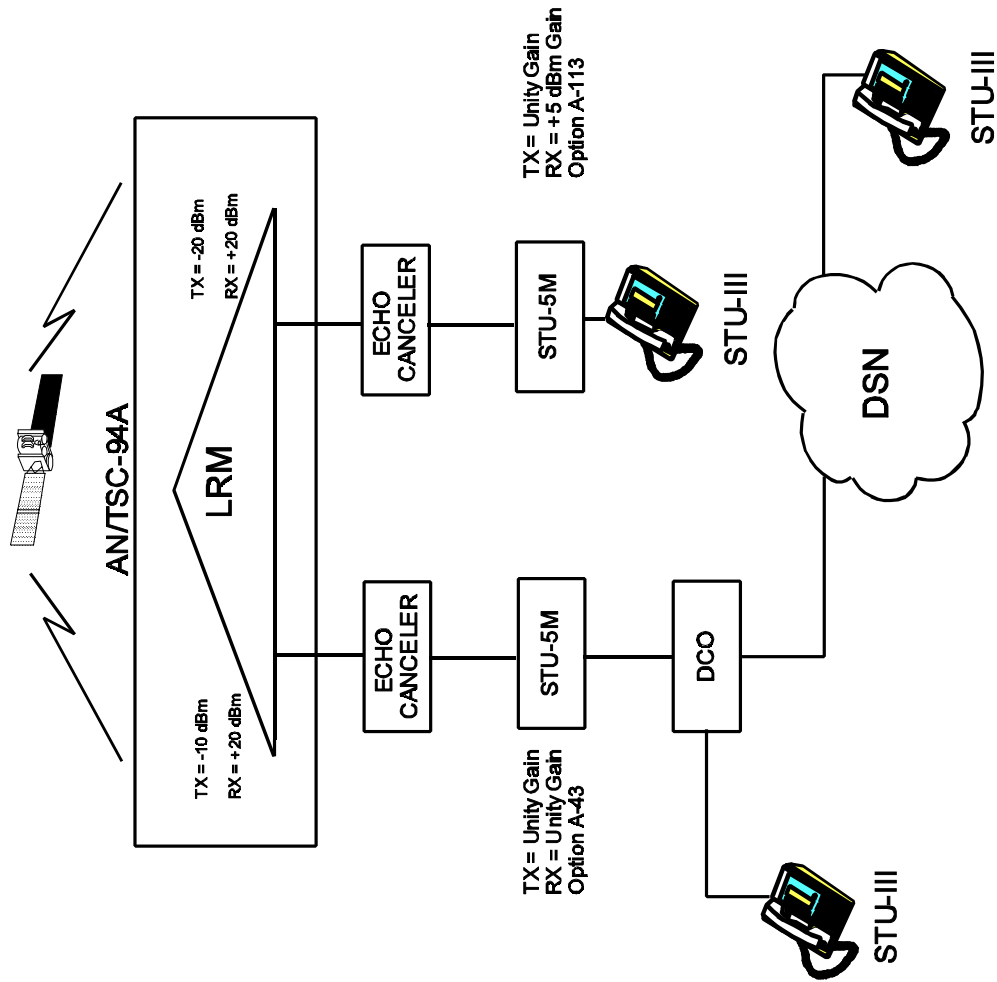 AN/TSC-94A
TX = -10 dBm
RX = +20 dBm
LRM
TX = -20 dBm
RX = +20 dBm
ECHO
CANCELER
ECHO
CANCELER
TX = Unity Gain
RX = Unity Gain
Option A-43
STU-5M
STU-5M
TX = Unity Gain
RX = +5 dBm Gain
Option A-113
STU-III
DCO
DSN
STU-III
STU-III